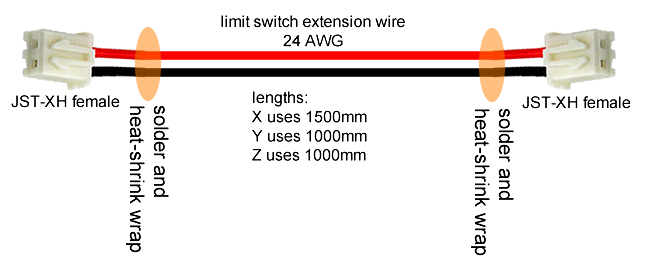 limit switch extension wire
24 AWG
JST-XH female
JST-XH female
lengths:
X uses 1500mm
Y uses 1000mm
Z uses 1000mm
solder and
heat-shrink wrap
solder and
heat-shrink wrap